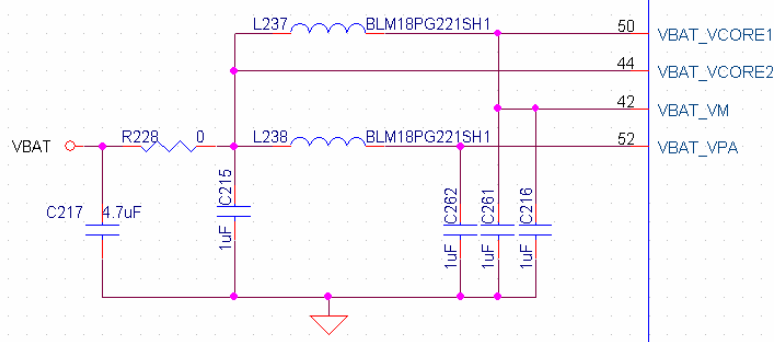 L237 BLM18PG221SH1 50 VBAT_VCORE1
44 VBAT_VCORE2
42 VBAT_VM
VBAT R228 0 L238 BLM18PG221SH1 52 VBAT_VPA
C217 4.7uF
C215
1uF
C262
1uF
C261
1uF
C216
1uF